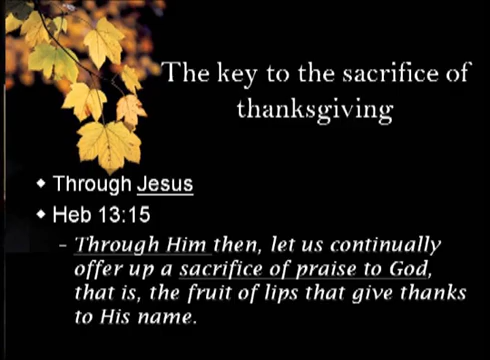 The key to the sacrifice of
thanksgiving
◆ Through Jesus
◆ Heb 13:15
– Through Him then, let us continually
offer up a sacrifice of praise to God,
that is, the fruit of lips that give thanks
to His name.